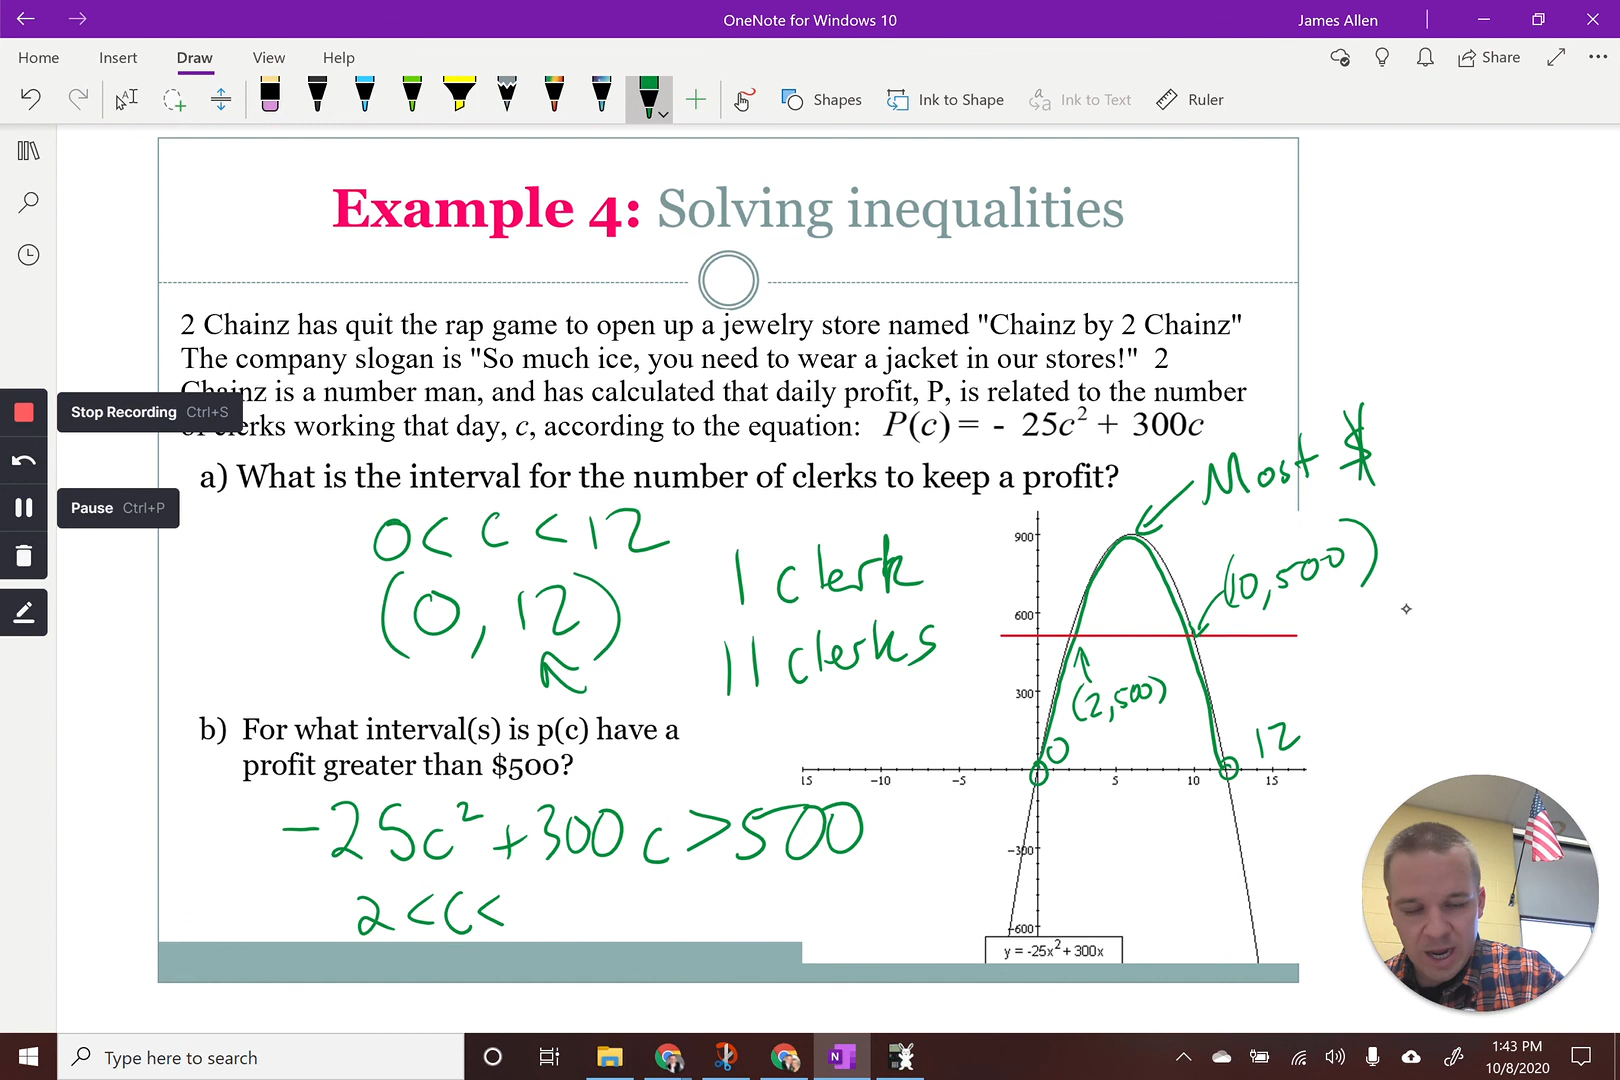 OneNote for Windows 10
James Allen
Home Insert Draw View Help
Share
Shapes Ink to Shape Ink to Text Ruler
Example 4: Solving inequalities
2 Chainz has quit the rap game to open up a jewelry store named "Chainz by 2 Chainz"
The company slogan is "So much ice, you need to wear a jacket in our stores!" 2
Chainz is a number man, and has calculated that daily profit, P, is related to the number
of clerks working that day, c, according to the equation: P(c) = - 25c² + 300c
Stop Recording Ctrl+S
a) What is the interval for the number of clerks to keep a profit?
Most $
Pause Ctrl+P
0 < c < 12
(0, 12)
1 clerk
11 clerks
900
600
300
(10, 500)
(2, 500)
0
12
15 -10 -5 5 10 15
-300
-600
y = -25x² + 300x
b) For what interval(s) is p(c) have a
profit greater than $500?
-25c² + 300c > 500
2 < c <
Type here to search
N
1:43 PM
10/8/2020